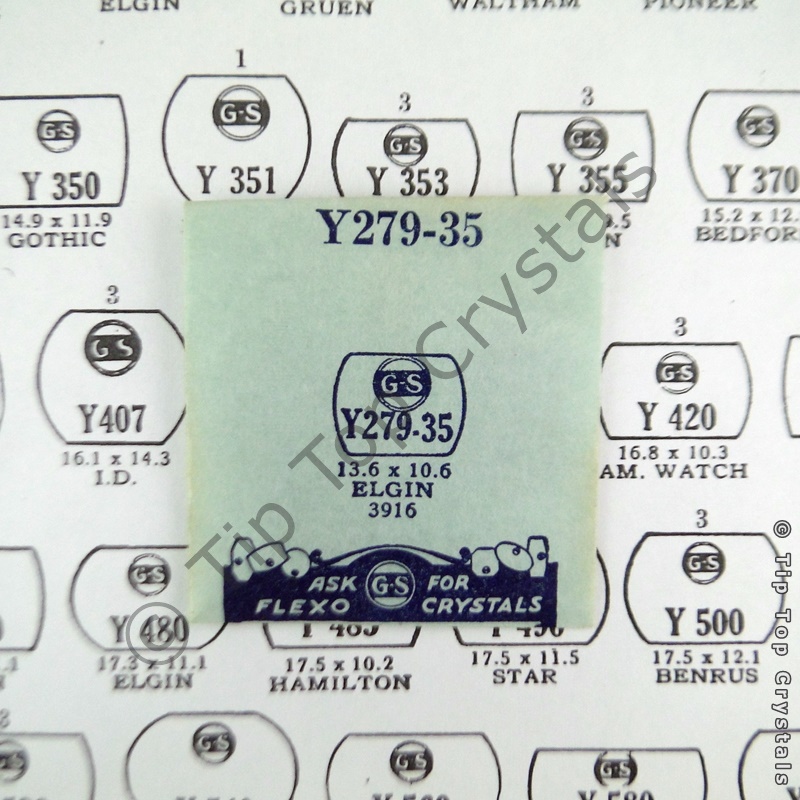 ELGIN GRUEN WALTHAM PIONEER
1
3
3
G-S
Y 350
14.9 x 11.9
GOTHIC
G-S
Y 351
G-S
Y 353
G-S
Y 355
G-S
Y 370
15.2 x 12.
BEDFOR
Y279-35
G-S
Y279-35
13.6 x 10.6
ELGIN
3916
ASK G-S FOR
FLEXO CRYSTALS
3
G-S
Y407
16.1 x 14.3
I.D.
3
G-S
Y 420
16.8 x 10.3
AM. WATCH
G-S
Y 480
17.3 x 11.1
ELGIN
17.5 x 10.2
HAMILTON
Y 490
17.5 x 11.5
STAR
3
G-S
Y 500
17.5 x 12.1
BENRUS
G-S
G-S
G-S
© Tip Top Crystals
© Tip Top Crystals